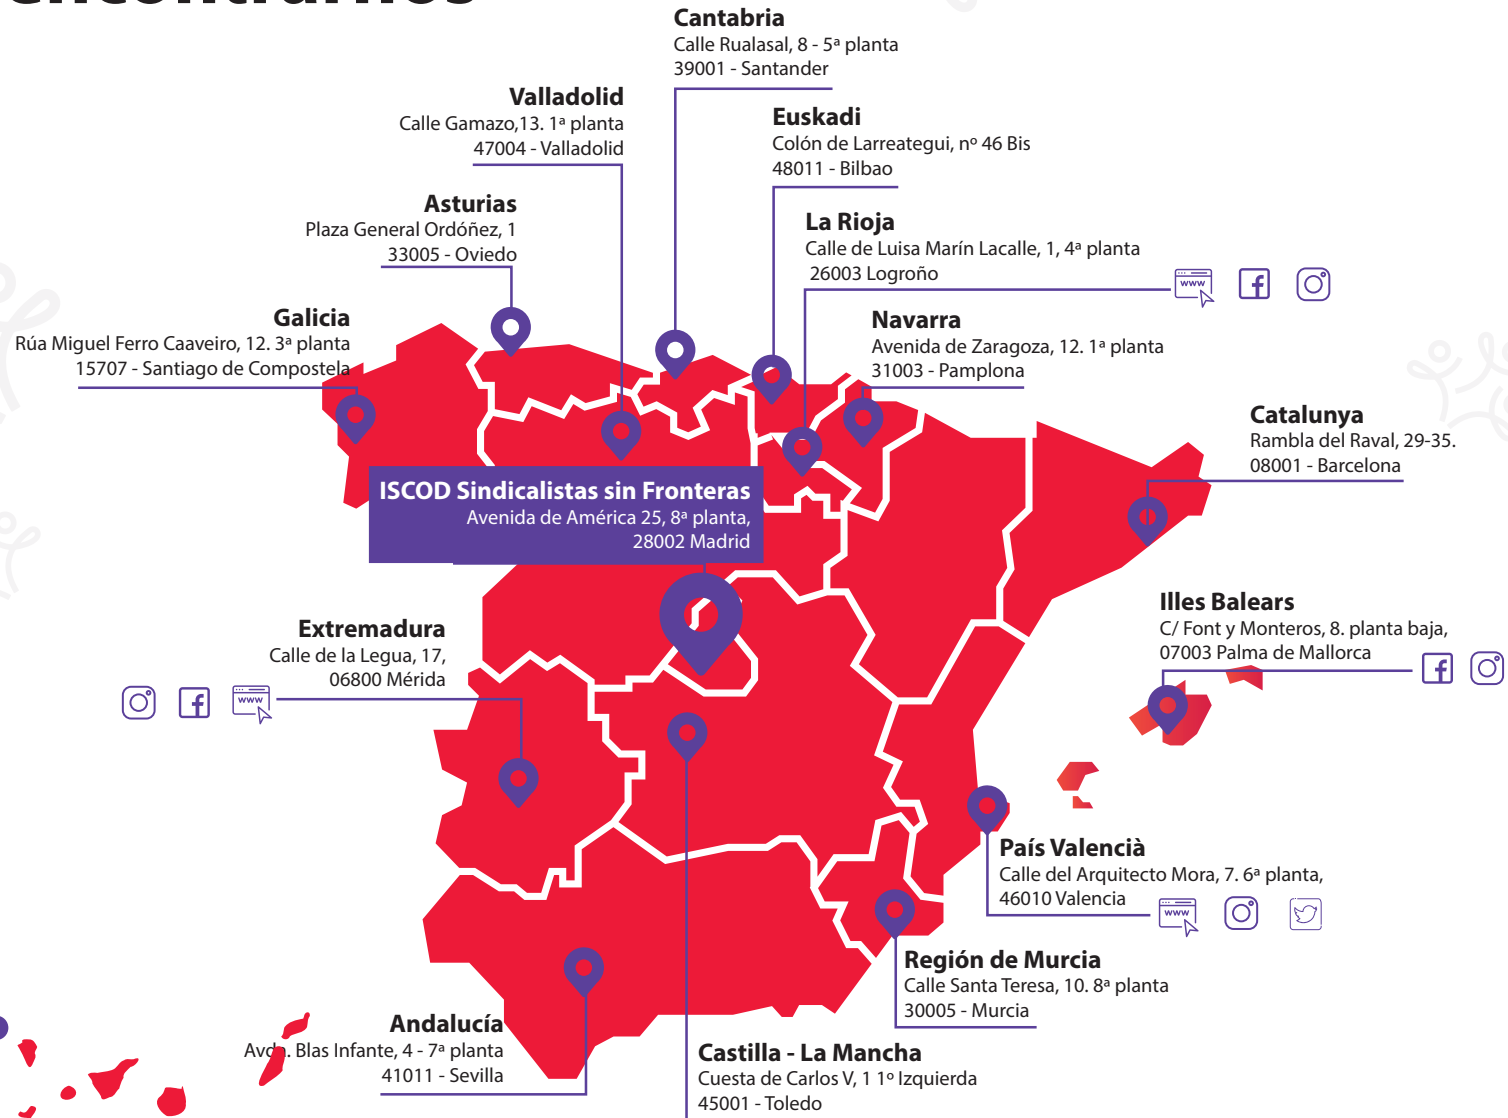 encontrarnos
Cantabria
Calle Rualasal, 8 - 5ª planta
39001 - Santander
Valladolid
Calle Gamazo,13. 1ª planta
47004 - Valladolid
Euskadi
Colón de Larreategui, nº 46 Bis
48011 - Bilbao
Asturias
Plaza General Ordóñez, 1
33005 - Oviedo
La Rioja
Calle de Luisa Marín Lacalle, 1, 4ª planta
26003 Logroño
www
Galicia
Rúa Miguel Ferro Caaveiro, 12. 3ª planta
15707 - Santiago de Compostela
Navarra
Avenida de Zaragoza, 12. 1ª planta
31003 - Pamplona
Catalunya
Rambla del Raval, 29-35.
08001 - Barcelona
ISCOD Sindicalistas sin Fronteras
Avenida de América 25, 8ª planta,
28002 Madrid
Illes Balears
C/ Font y Monteros, 8. planta baja,
07003 Palma de Mallorca
Extremadura
Calle de la Legua, 17,
06800 Mérida
www
País Valencià
Calle del Arquitecto Mora, 7. 6ª planta,
46010 Valencia
www
Región de Murcia
Calle Santa Teresa, 10. 8ª planta
30005 - Murcia
Andalucía
Avda. Blas Infante, 4 - 7ª planta
41011 - Sevilla
Castilla - La Mancha
Cuesta de Carlos V, 1 1º Izquierda
45001 - Toledo